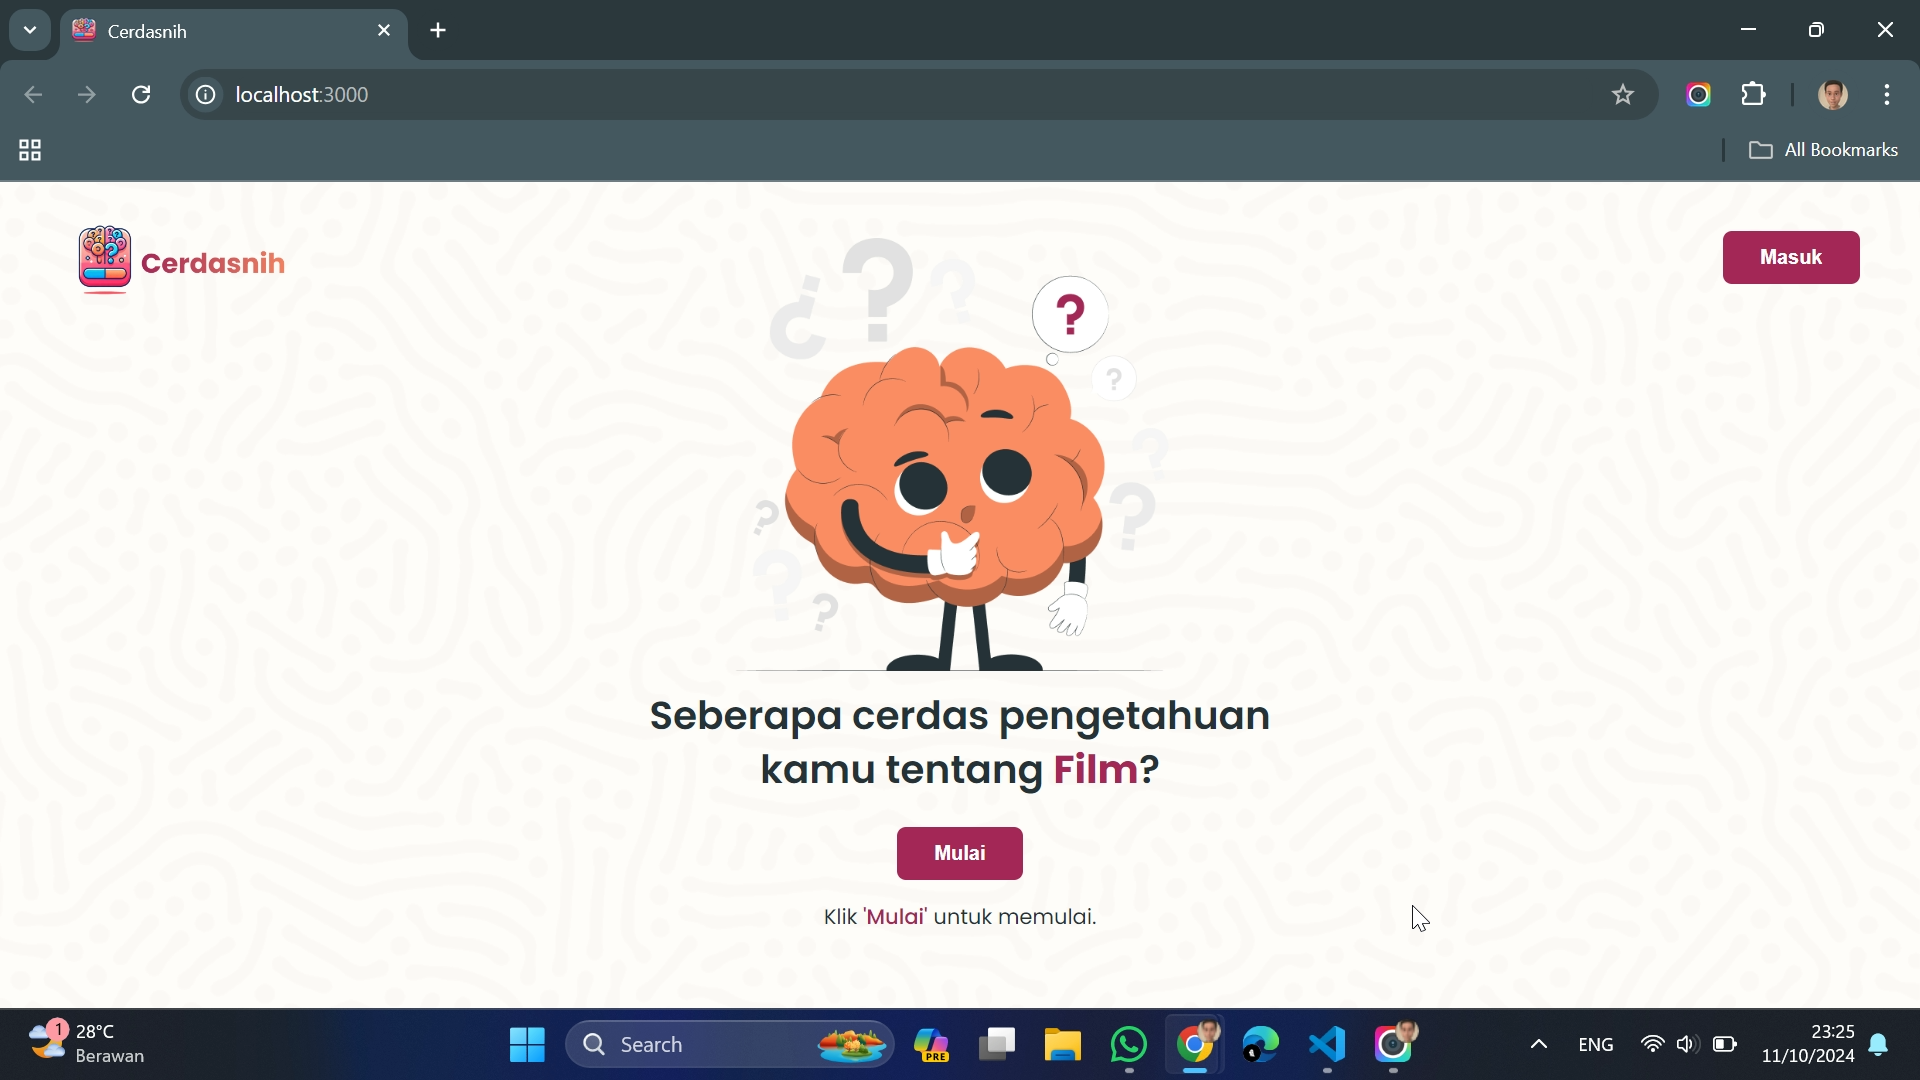 Cerdasnih
localhost:3000
All Bookmarks
Cerdasnih
Masuk
?
?
?
?
?
?
?
?
?
?
¿
Seberapa cerdas pengetahuan
kamu tentang Film?
Mulai
Klik 'Mulai' untuk memulai.
1
28°C
Berawan
Search
PRE
ENG
23:25
11/10/2024